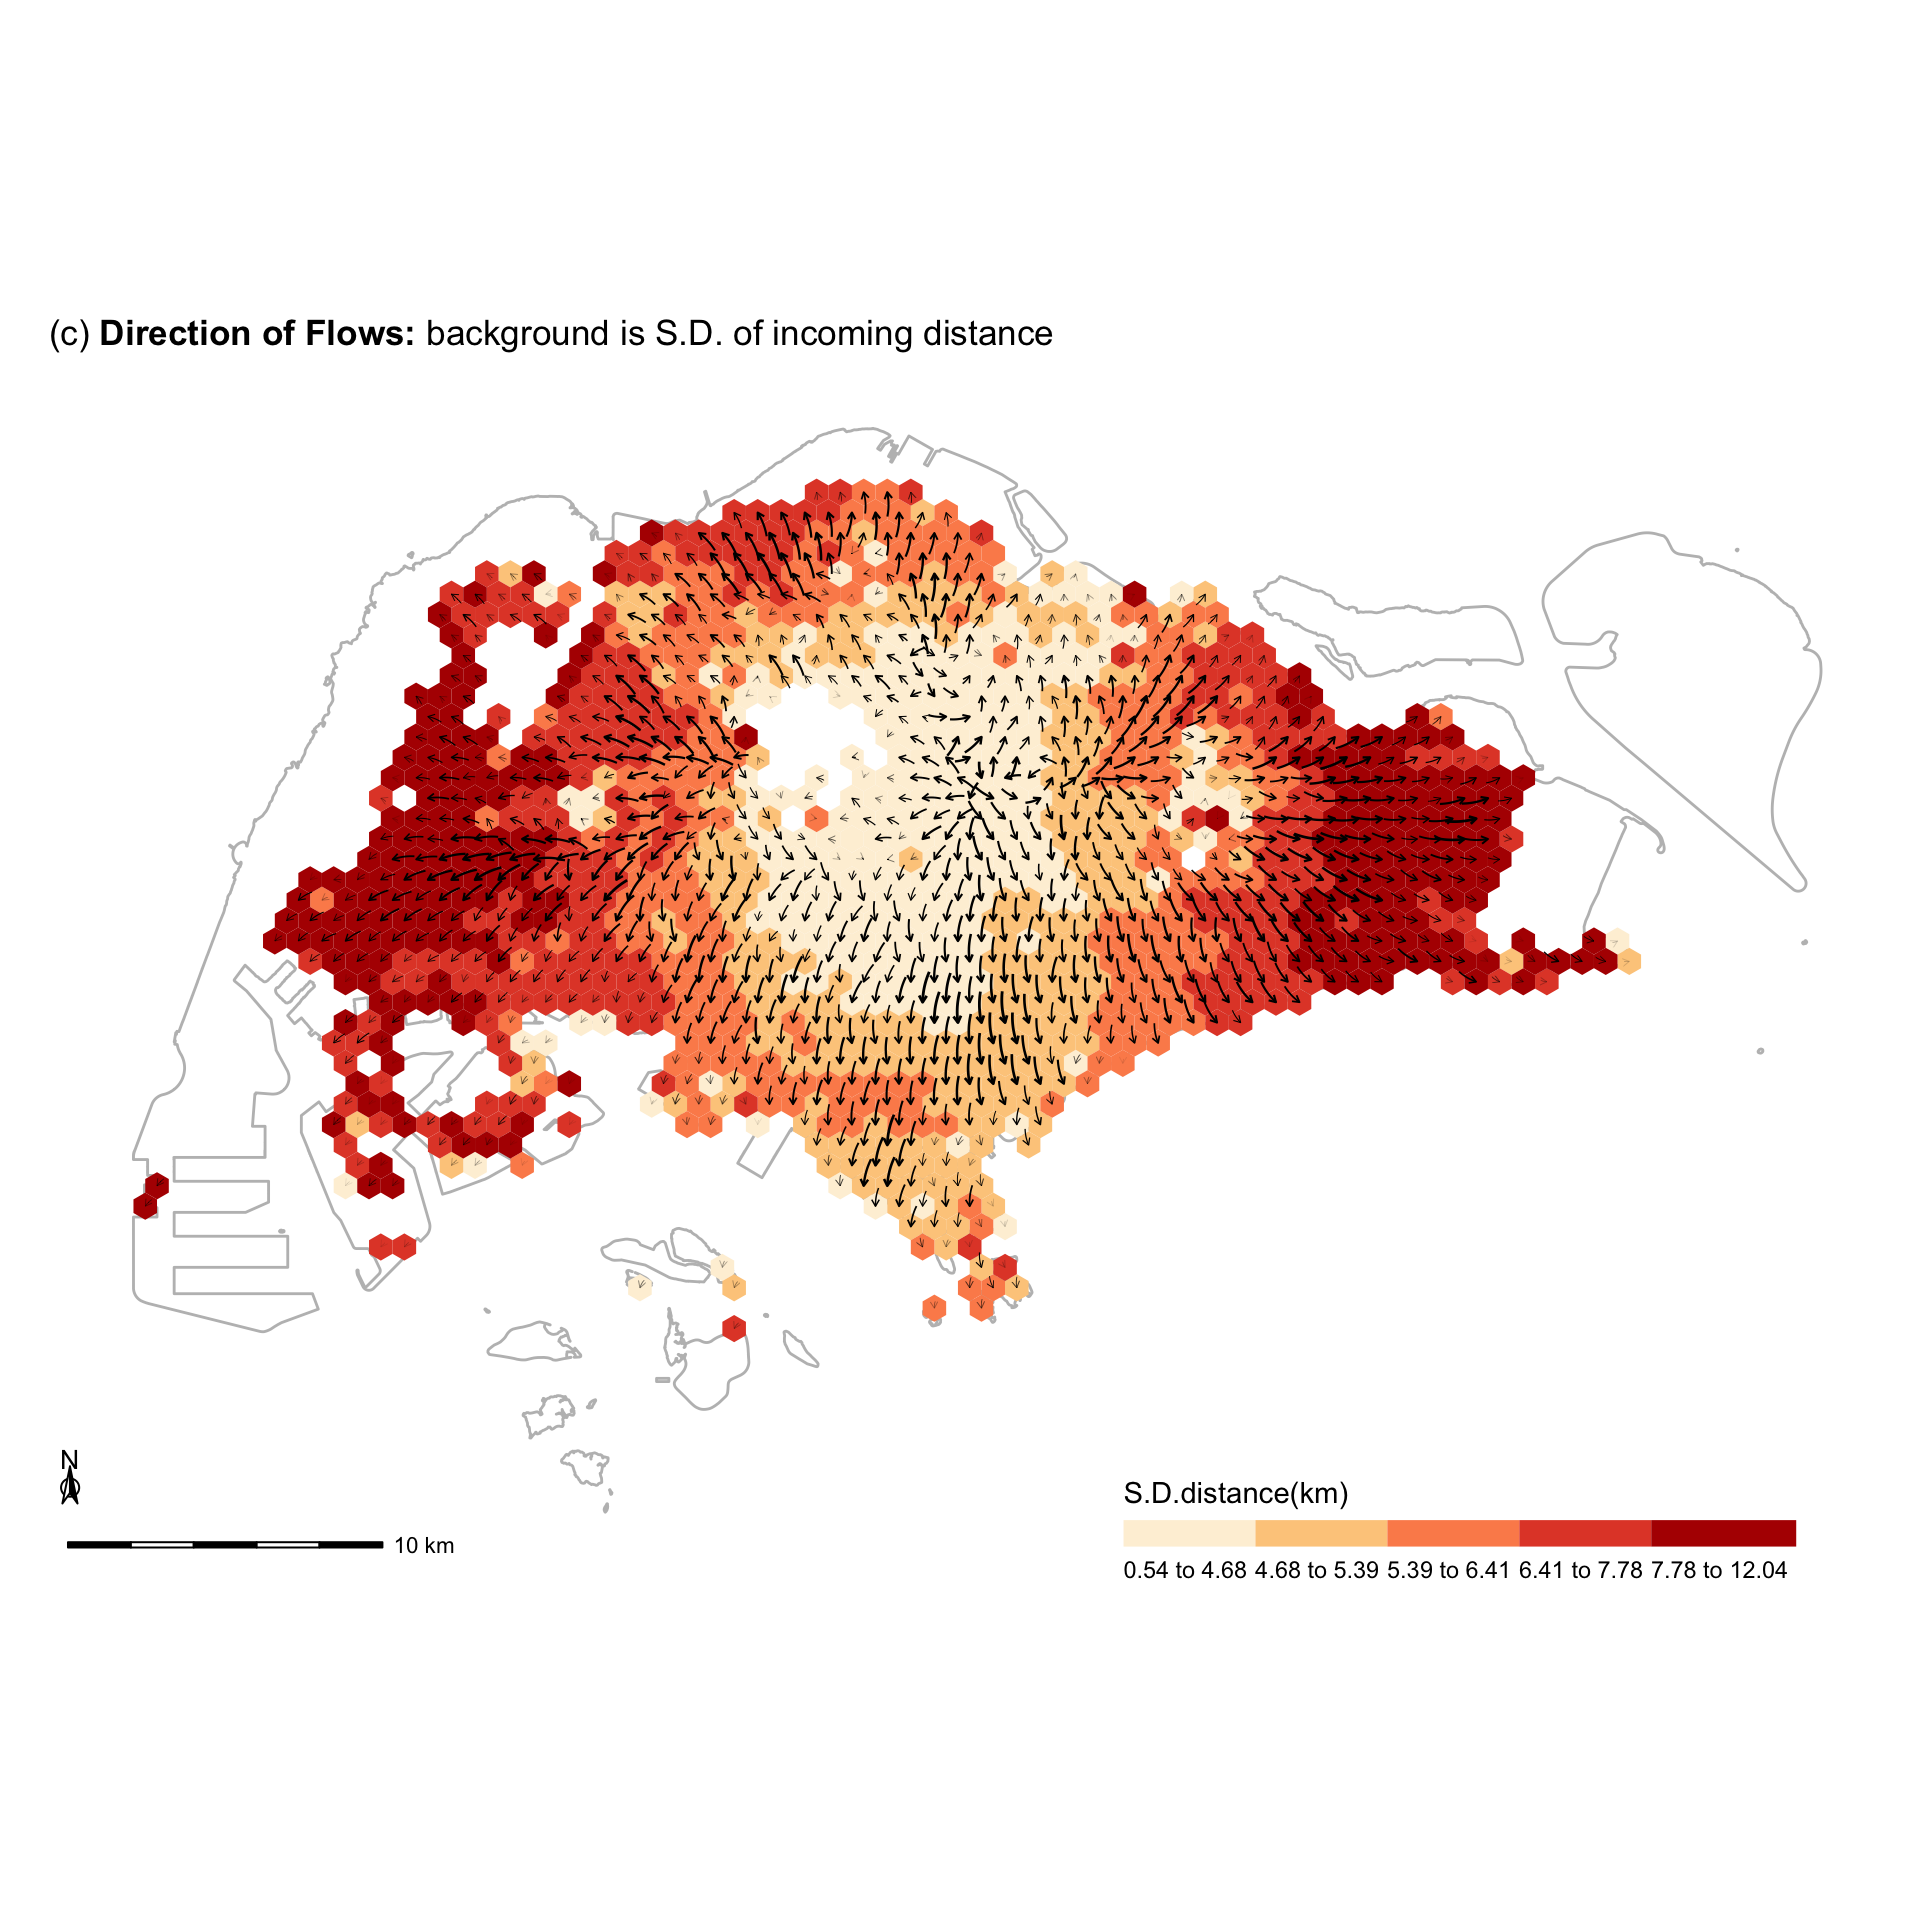 (c) Direction of Flows: background is S.D. of incoming distance
N
10 km
S.D.distance(km)
0.54 to 4.68 4.68 to 5.39 5.39 to 6.41 6.41 to 7.78 7.78 to 12.04